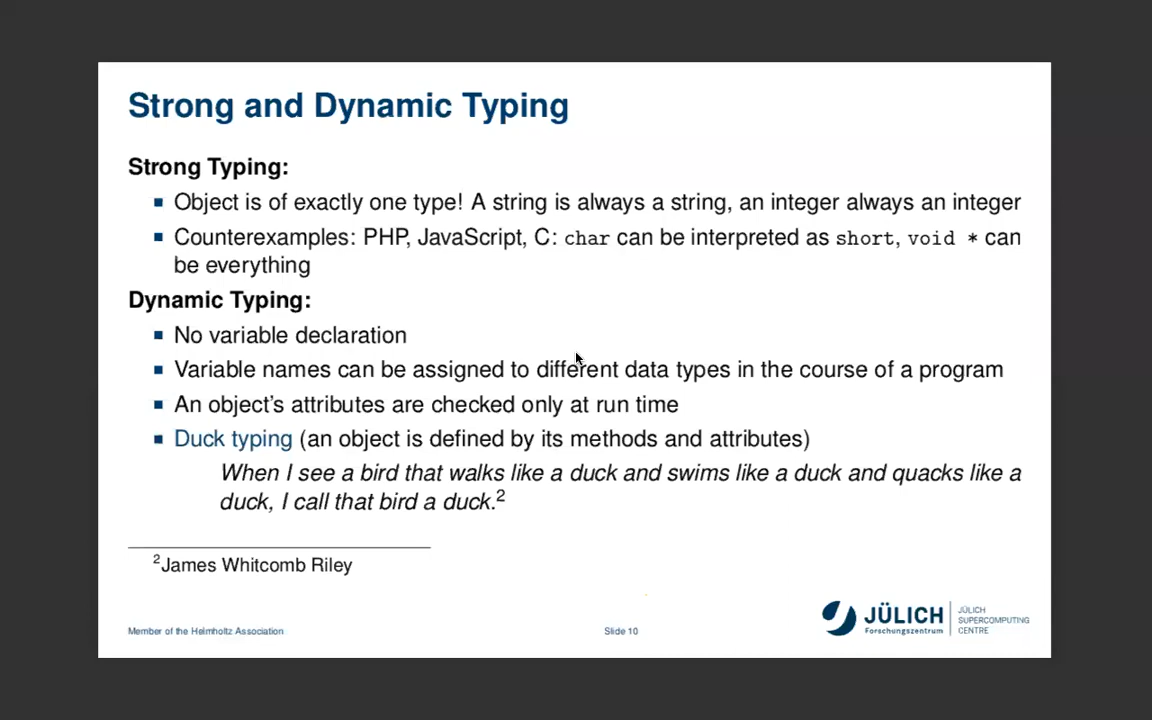 Strong and Dynamic Typing
Strong Typing:
▪ Object is of exactly one type! A string is always a string, an integer always an integer
▪ Counterexamples: PHP, JavaScript, C: char can be interpreted as short, void * can
be everything
Dynamic Typing:
▪ No variable declaration
▪ Variable names can be assigned to different data types in the course of a program
▪ An object's attributes are checked only at run time
▪ Duck typing (an object is defined by its methods and attributes)
When I see a bird that walks like a duck and swims like a duck and quacks like a
duck, I call that bird a duck.²
²James Whitcomb Riley
Member of the Helmholtz Association
Slide 10
JÜLICH
Forschungszentrum
JÜLICH
SUPERCOMPUTING
CENTRE